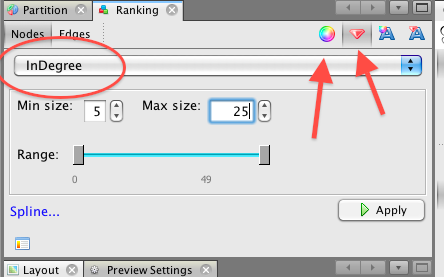 Partition Ranking
Nodes Edges A A
InDegree
Min size: 5 Max size: 25
Range:
0 49
Spline... Apply
Layout Preview Settings